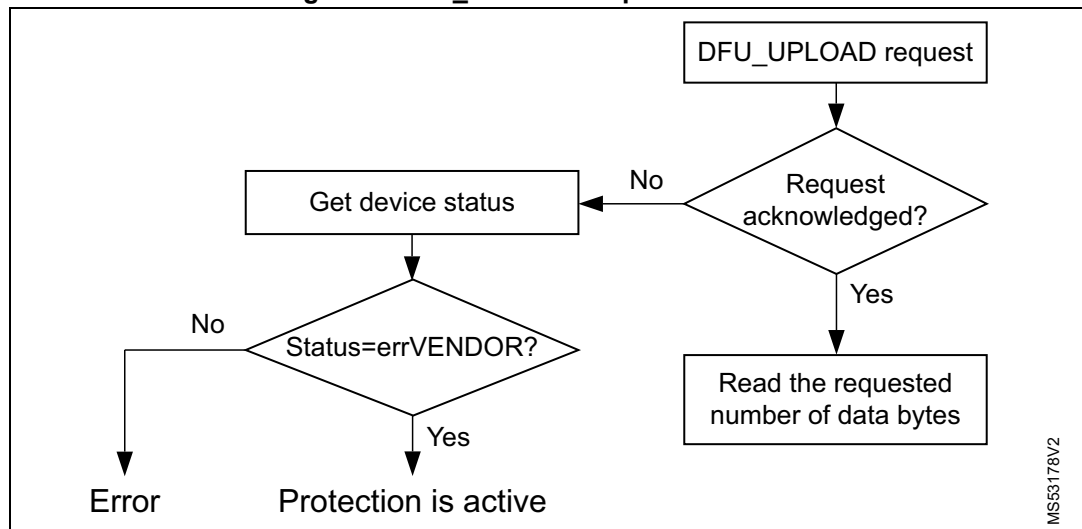 DFU_UPLOAD request
Request
acknowledged?
No
Yes
Get device status
Read the requested
number of data bytes
Status=errVENDOR?
No
Yes
Error
Protection is active
MS53178V2